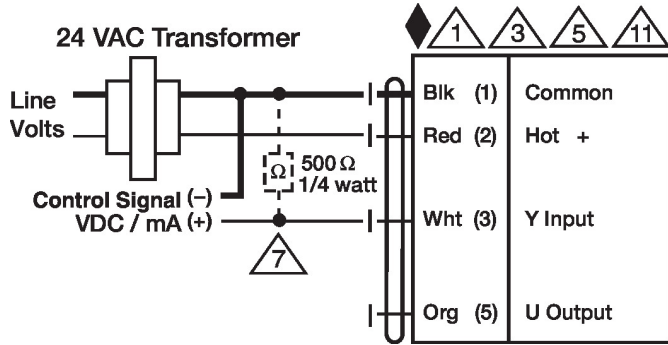 1 3 5 11
24 VAC Transformer
Line
Volts
Blk (1) Common
Red (2) Hot +
Ω 500 Ω
1/4 watt
Control Signal (–)
VDC / mA (+)
Wht (3) Y Input
7
Org (5) U Output